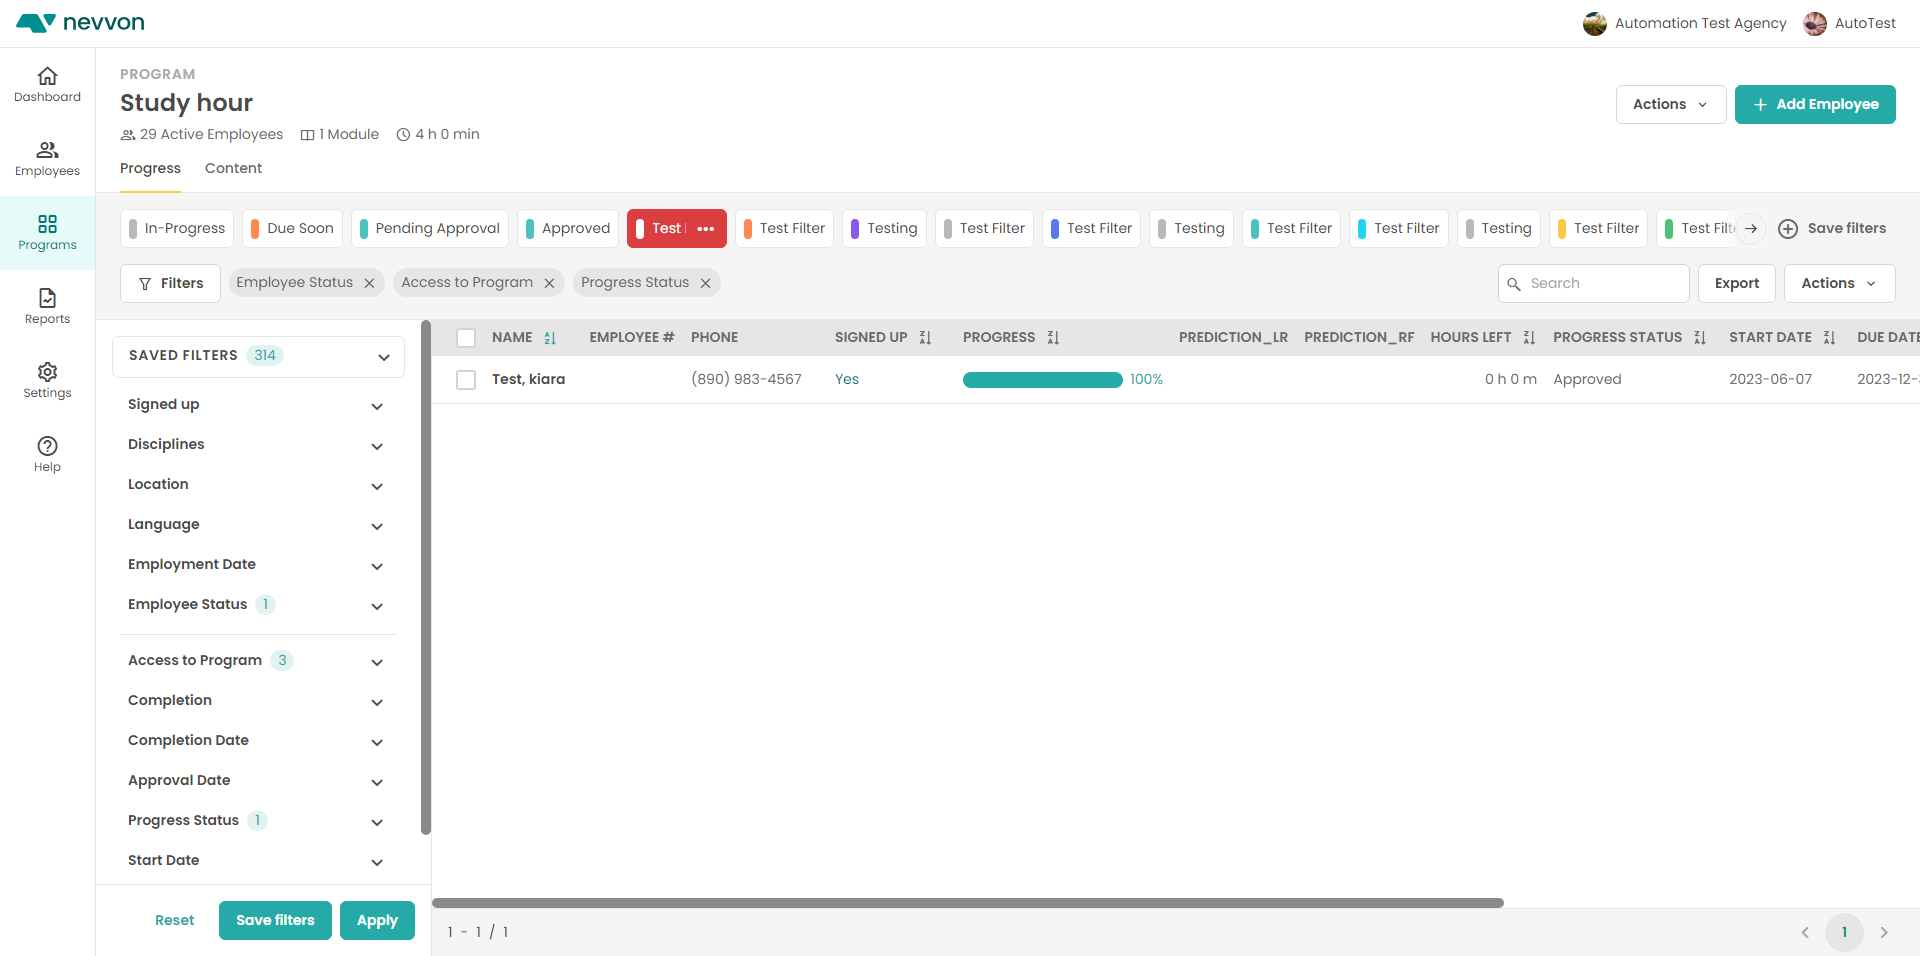 nevvon
Automation Test Agency
AutoTest
Dashboard
Employees
Programs
Reports
Settings
Help
PROGRAM
Study hour
29 Active Employees 1 Module 4 h 0 min
Actions
Add Employee
Progress Content
In-Progress Due Soon Pending Approval Approved Test ••• Test Filter Testing Test Filter Test Filter Testing Test Filter Test Filter Testing Test Filter Test Filte Save filters
Filters Employee Status Access to Program Progress Status
Search Export Actions
SAVED FILTERS 314
Signed up
Disciplines
Location
Language
Employment Date
Employee Status 1
Access to Program 3
Completion
Completion Date
Approval Date
Progress Status 1
Start Date
Reset Save filters Apply
NAME EMPLOYEE # PHONE SIGNED UP PROGRESS PREDICTION_LR PREDICTION_RF HOURS LEFT PROGRESS STATUS START DATE DUE DATE
Test, kiara (890) 983-4567 Yes 100% 0 h 0 m Approved 2023-06-07 2023-12-
1 - 1 / 1
1